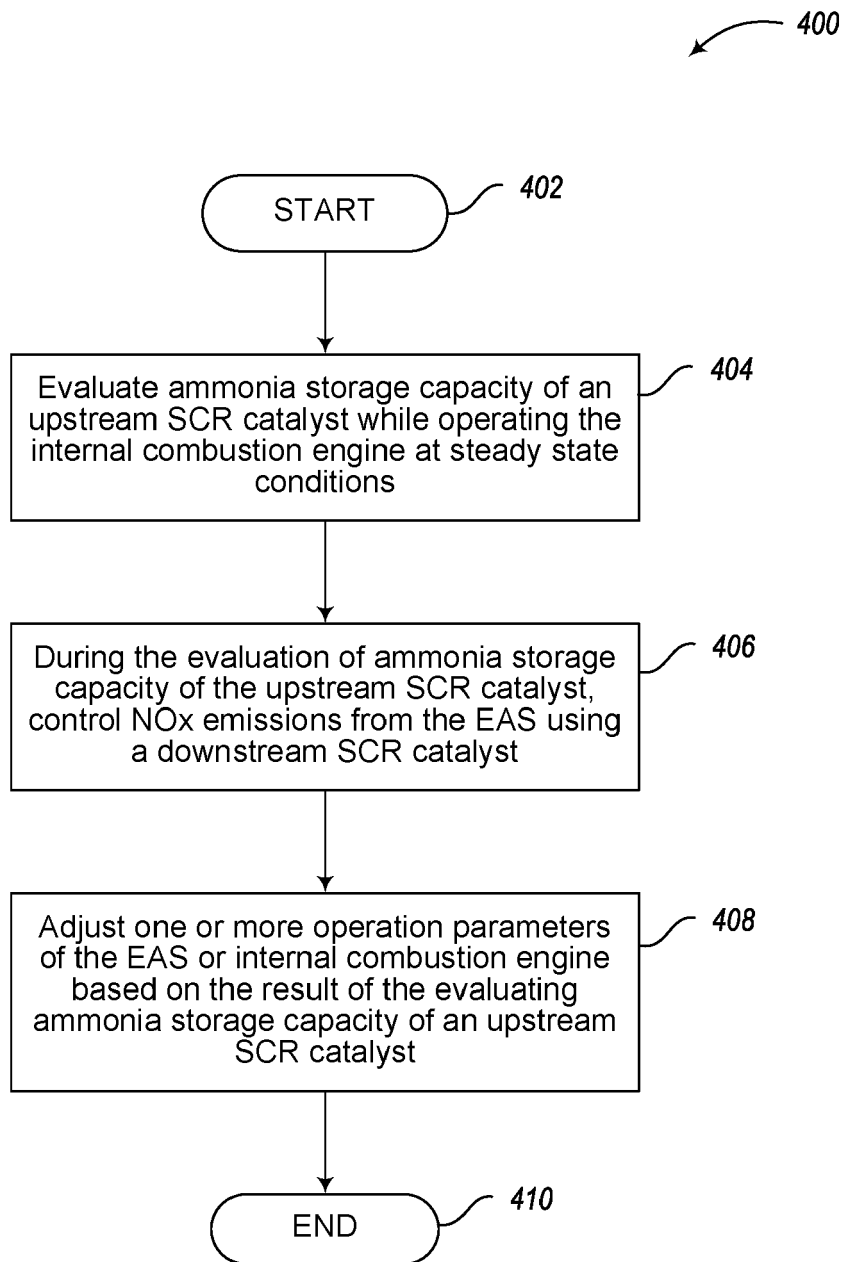 400
START
402
Evaluate ammonia storage capacity of an
upstream SCR catalyst while operating the
internal combustion engine at steady state
conditions
404
During the evaluation of ammonia storage
capacity of the upstream SCR catalyst,
control NOx emissions from the EAS using
a downstream SCR catalyst
406
Adjust one or more operation parameters
of the EAS or internal combustion engine
based on the result of the evaluating
ammonia storage capacity of an upstream
SCR catalyst
408
END
410